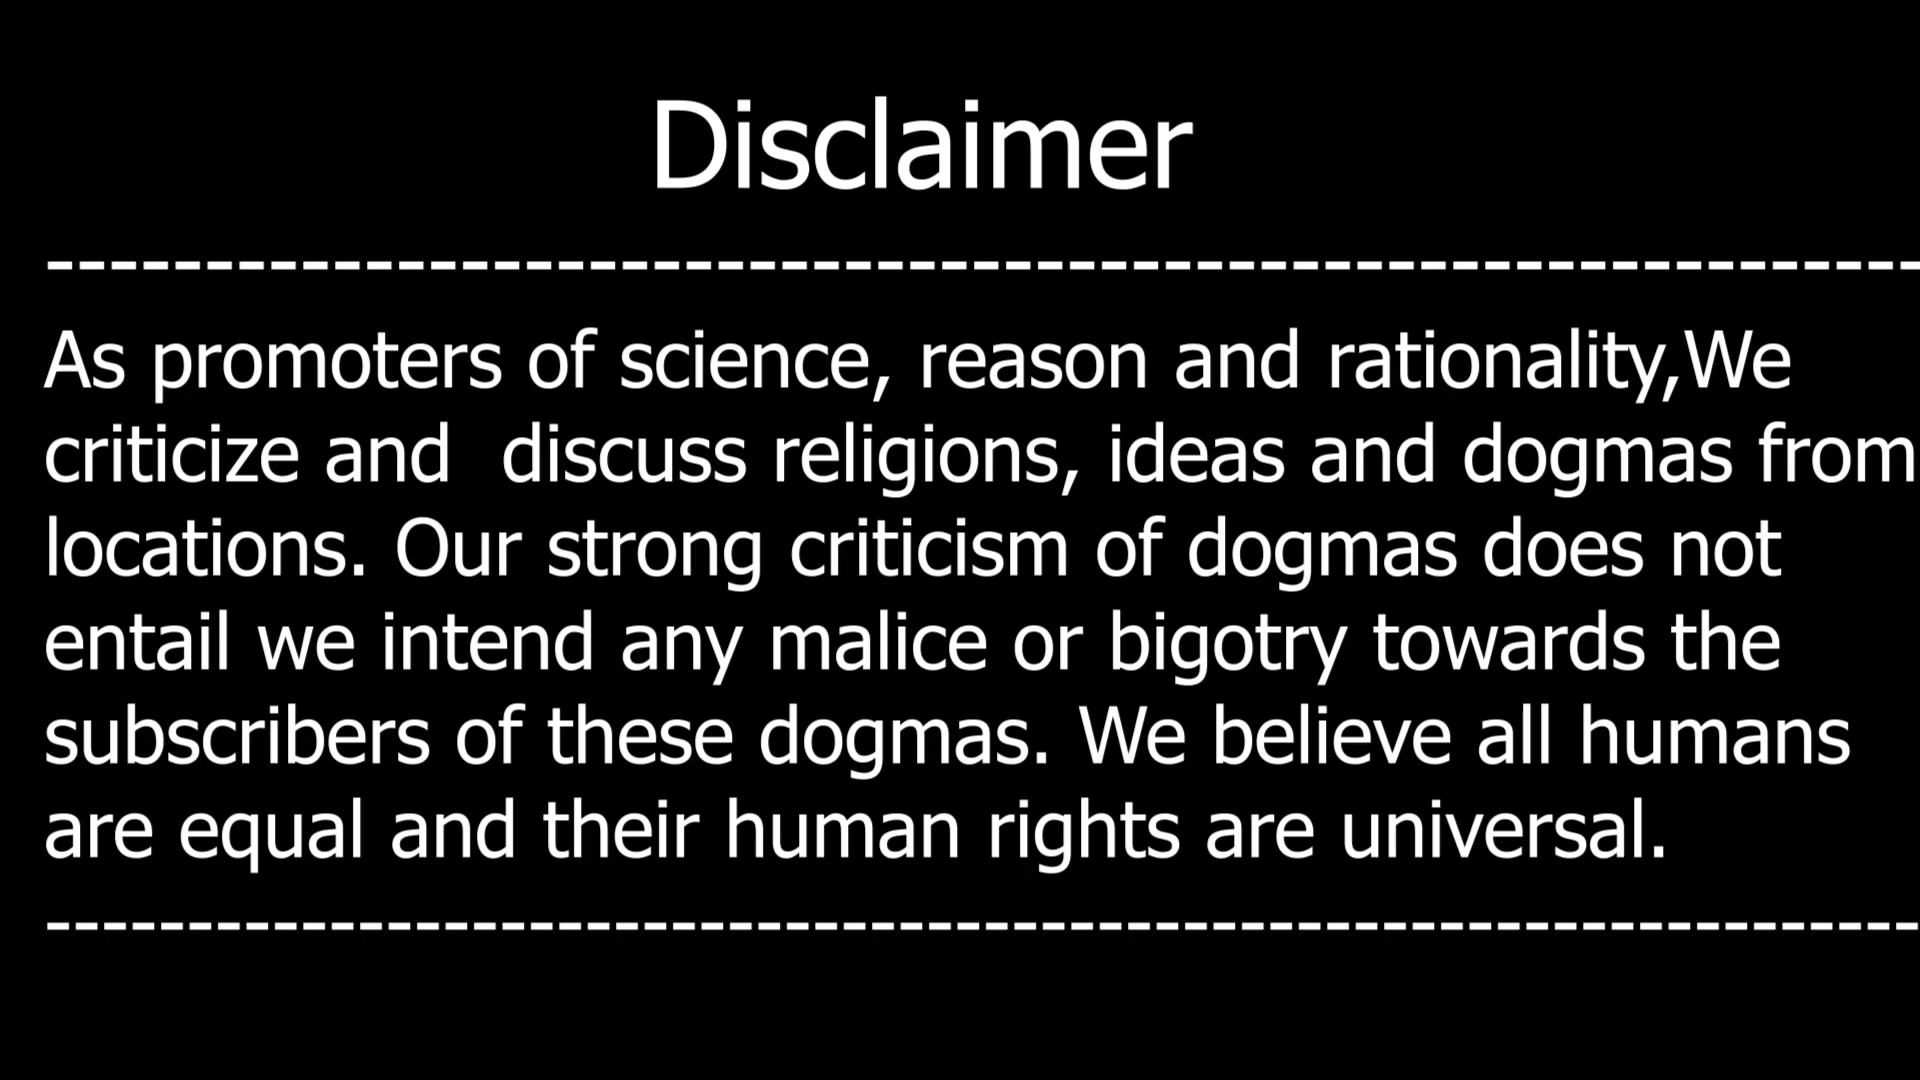 Disclaimer
-----------------------------------------------------------
As promoters of science, reason and rationality,We
criticize and  discuss religions, ideas and dogmas from
locations. Our strong criticism of dogmas does not
entail we intend any malice or bigotry towards the
subscribers of these dogmas. We believe all humans
are equal and their human rights are universal.
------------------------------------------------------------------